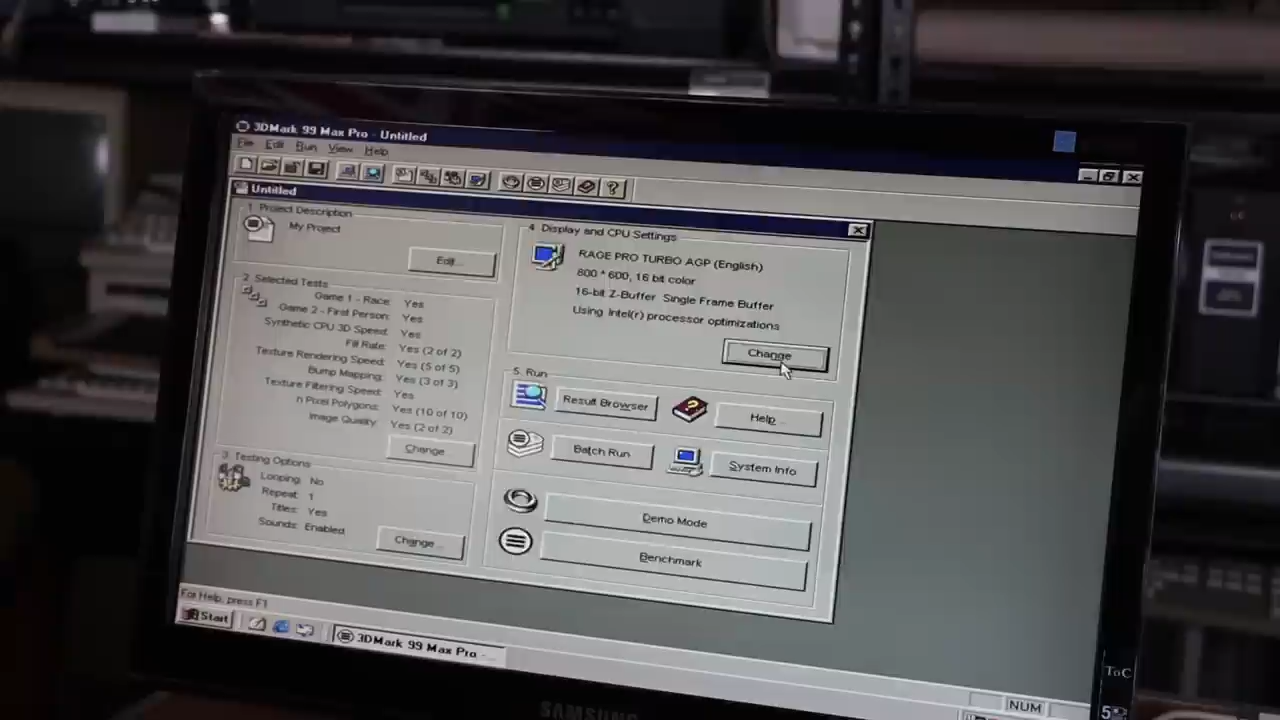 3DMark 99 Max Pro - Untitled
File Edit Run View Help
Untitled
1. Project Description
My Project
Edit...
2. Selected Tests
Game 1 - Race: Yes
Game 2 - First Person: Yes
Synthetic CPU 3D Speed: Yes
Fill Rate: Yes (2 of 2)
Texture Rendering Speed: Yes (5 of 5)
Bump Mapping: Yes (3 of 3)
Texture Filtering Speed: Yes
n Pixel Polygons: Yes (10 of 10)
Image Quality: Yes (2 of 2)
Change...
3. Testing Options
Looping: No
Repeat: 1
Titles: Yes
Sounds: Enabled
Change...
4. Display and CPU Settings
RAGE PRO TURBO AGP (English)
800 * 600, 16 bit color
16-bit Z-Buffer Single Frame Buffer
Using Intel(r) processor optimizations
Change
5. Run
Result Browser
Help...
Batch Run
System Info
Demo Mode
Benchmark
For Help, press F1
NUM
Start
3DMark 99 Max Pro - ...
SAMSUNG
ToC